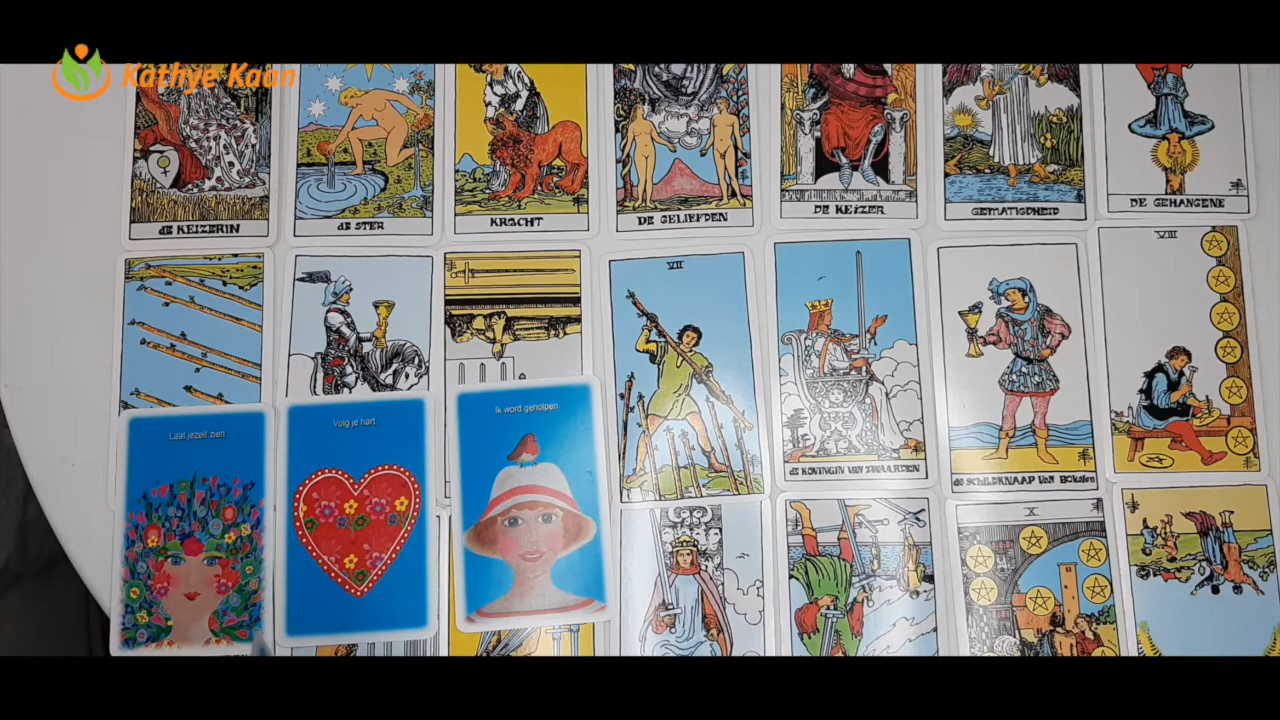 Kathye Kaan
de KEIZERIN
de STER
KRACHT
DE GELIEFDEN
DE KEIZER
GEMATIGDHEID
DE GEHANGENE
VII
VIII
de KONINGIN VAN ZWAARDEN
de SCHILDKNAAP VAN BOKALEN
Laat jezelf zien.
Volg je hart.
Ik word geholpen.
X